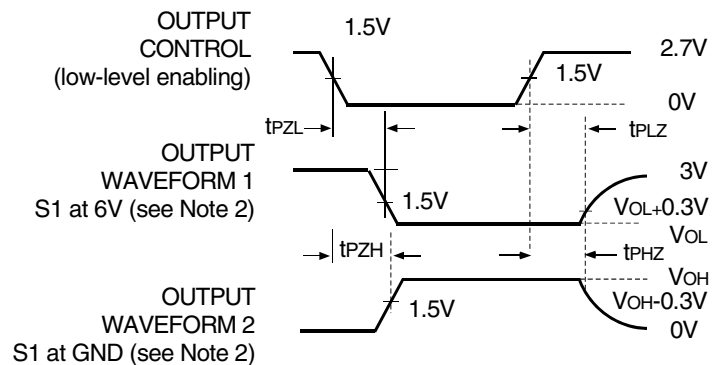 OUTPUT
CONTROL
(low-level enabling)
1.5V
2.7V
1.5V
0V
tPZL
tPLZ
OUTPUT
WAVEFORM 1
S1 at 6V (see Note 2)
3V
1.5V
VOL+0.3V
VOL
tPZH
tPHZ
OUTPUT
WAVEFORM 2
S1 at GND (see Note 2)
VOH
1.5V
VOH-0.3V
0V